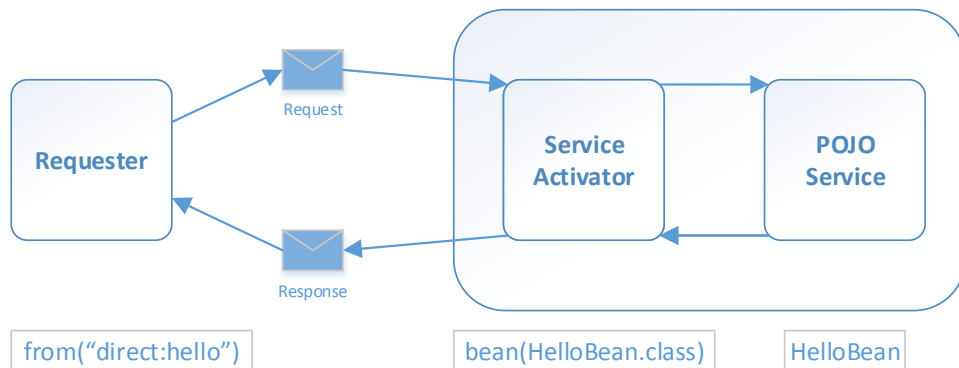 Request
Requester
Service
Activator
POJO
Service
Response
from(“direct:hello”)
bean(HelloBean.class)
HelloBean